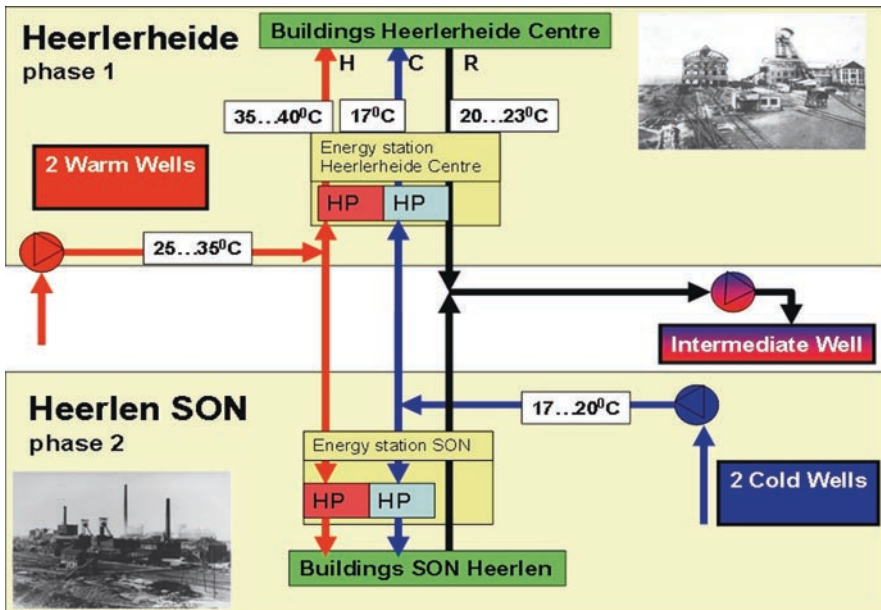 Heerlerheide
phase 1
Buildings Heerlerheide Centre
H C R
35...40⁰C
17⁰C
20...23⁰C
Energy station
Heerlerheide Centre
2 Warm Wells
HP HP
25...35⁰C
Intermediate Well
Heerlen SON
phase 2
17...20⁰C
Energy station SON
2 Cold Wells
HP HP
Buildings SON Heerlen